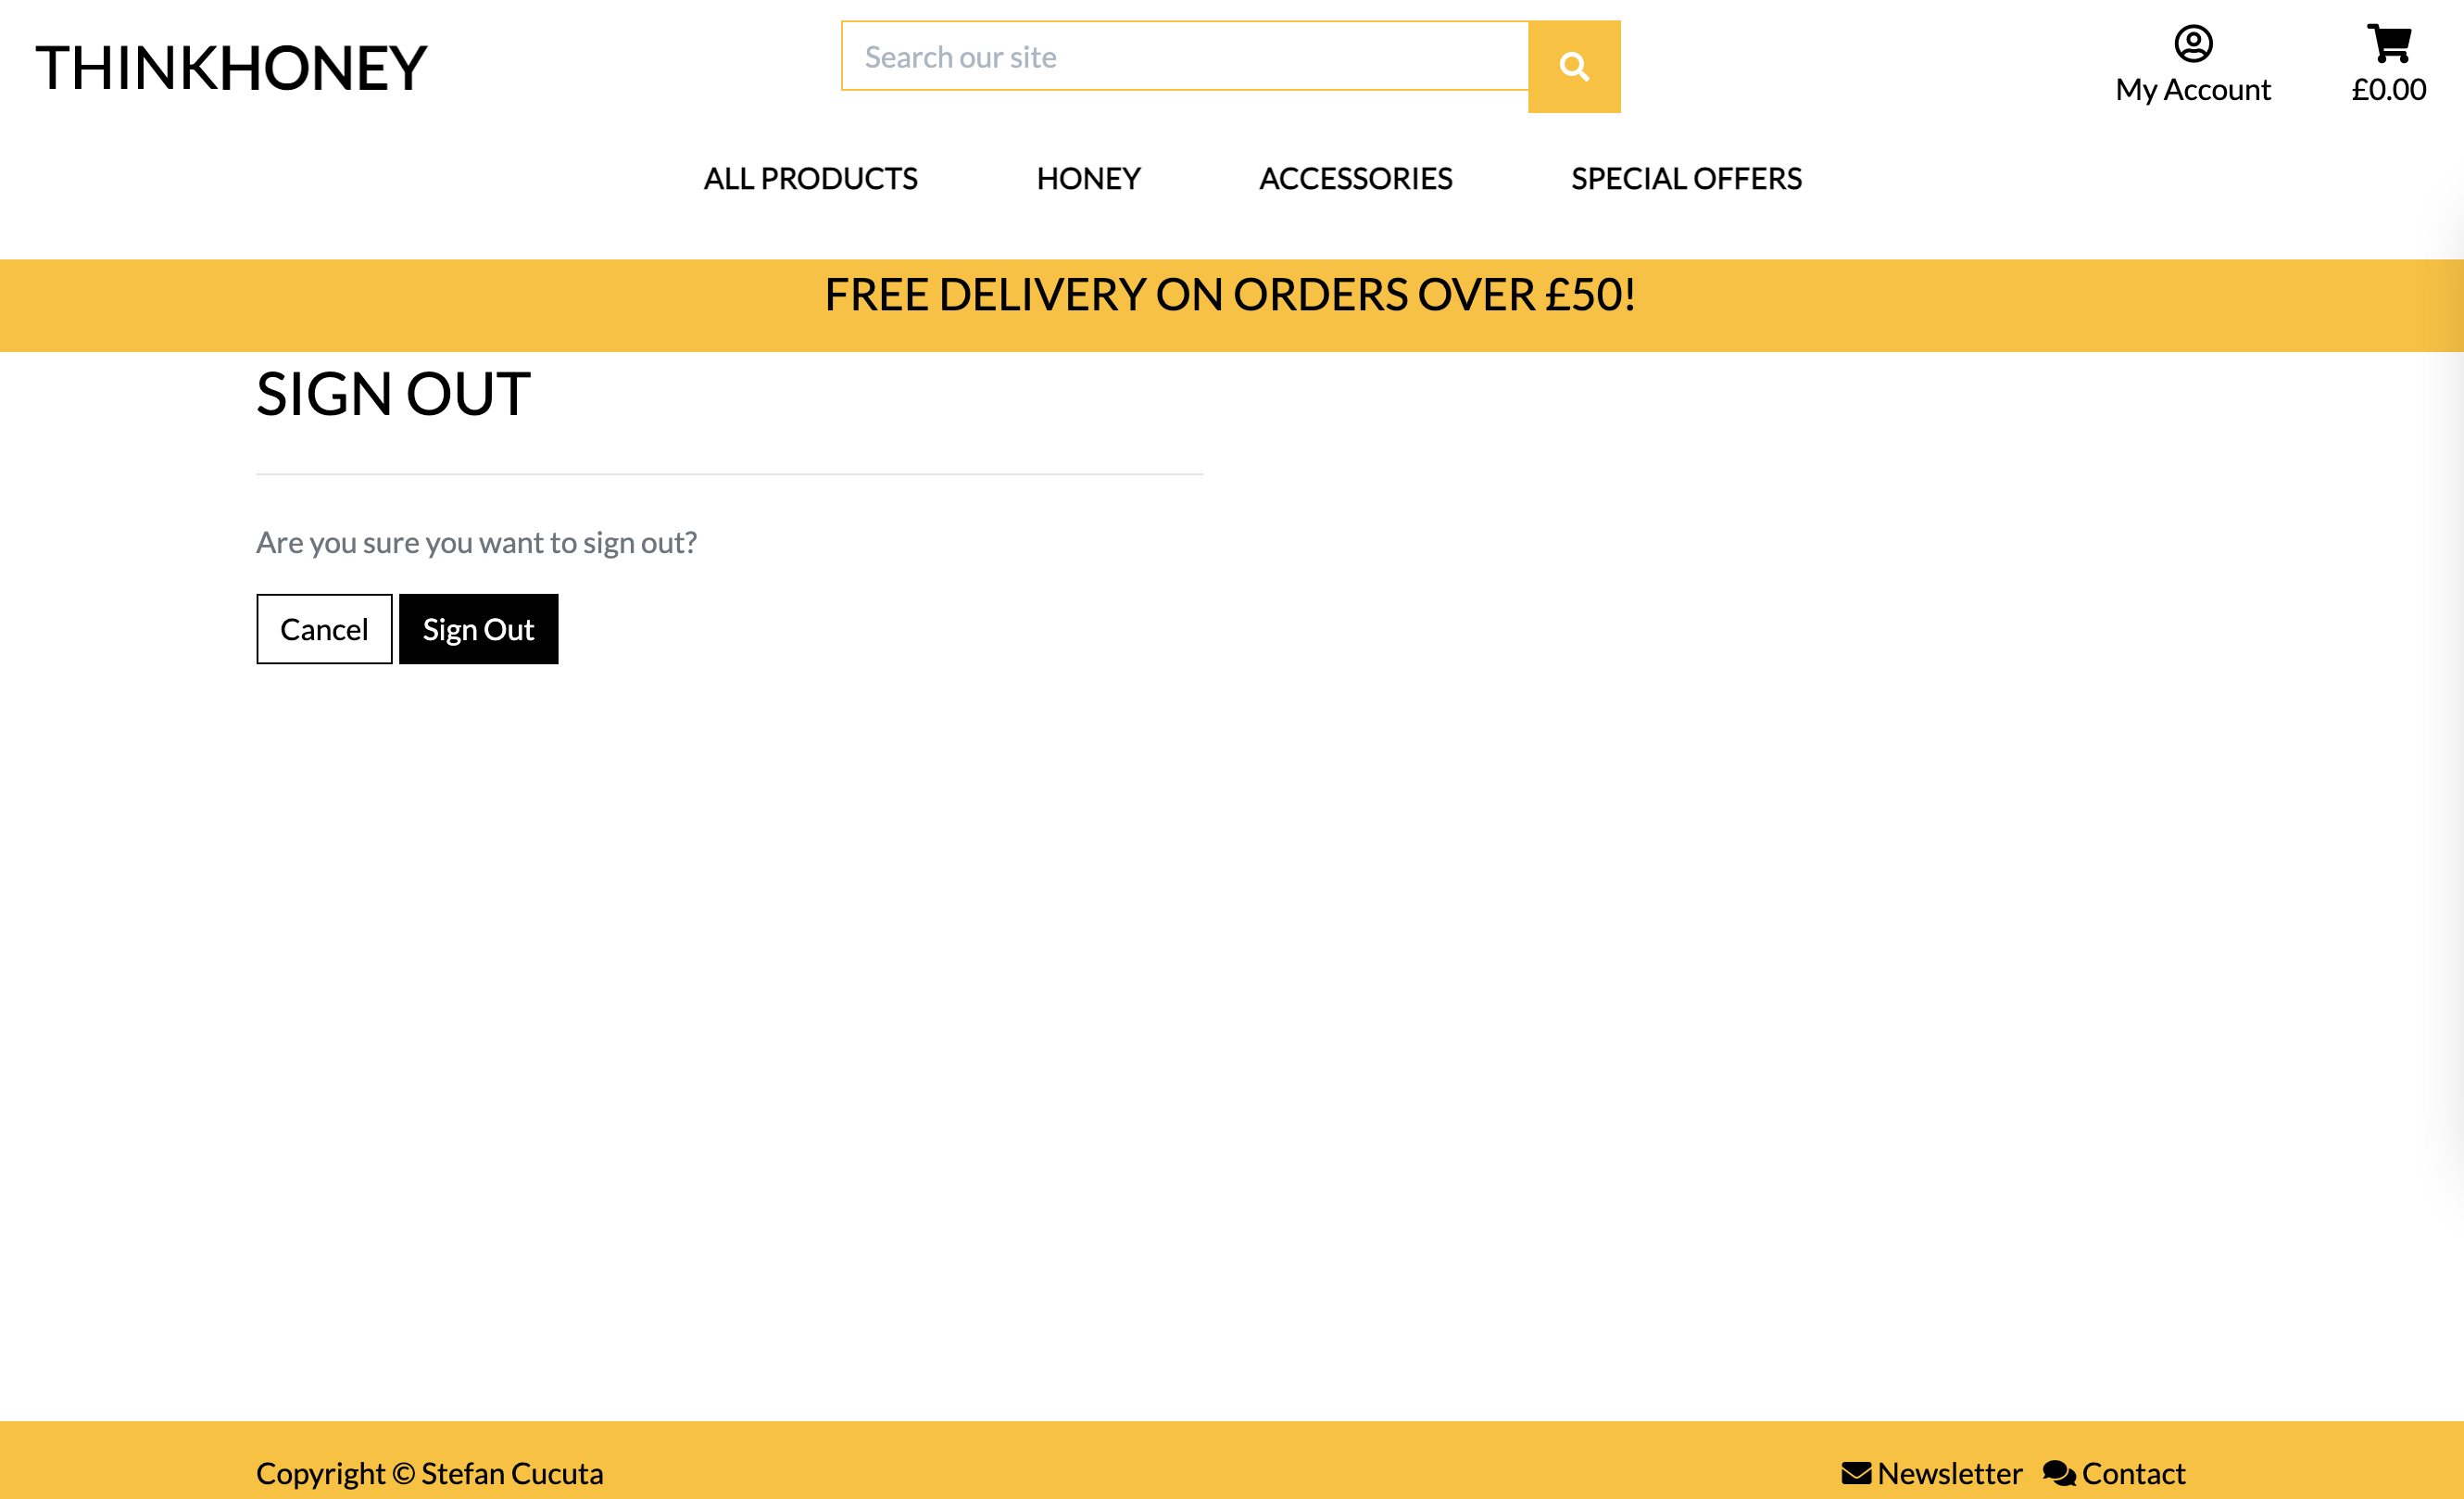 THINKHONEY
Search our site
My Account
£0.00
ALL PRODUCTS
HONEY
ACCESSORIES
SPECIAL OFFERS
FREE DELIVERY ON ORDERS OVER £50!
SIGN OUT
Are you sure you want to sign out?
Cancel
Sign Out
Copyright © Stefan Cucuta
Newsletter
Contact